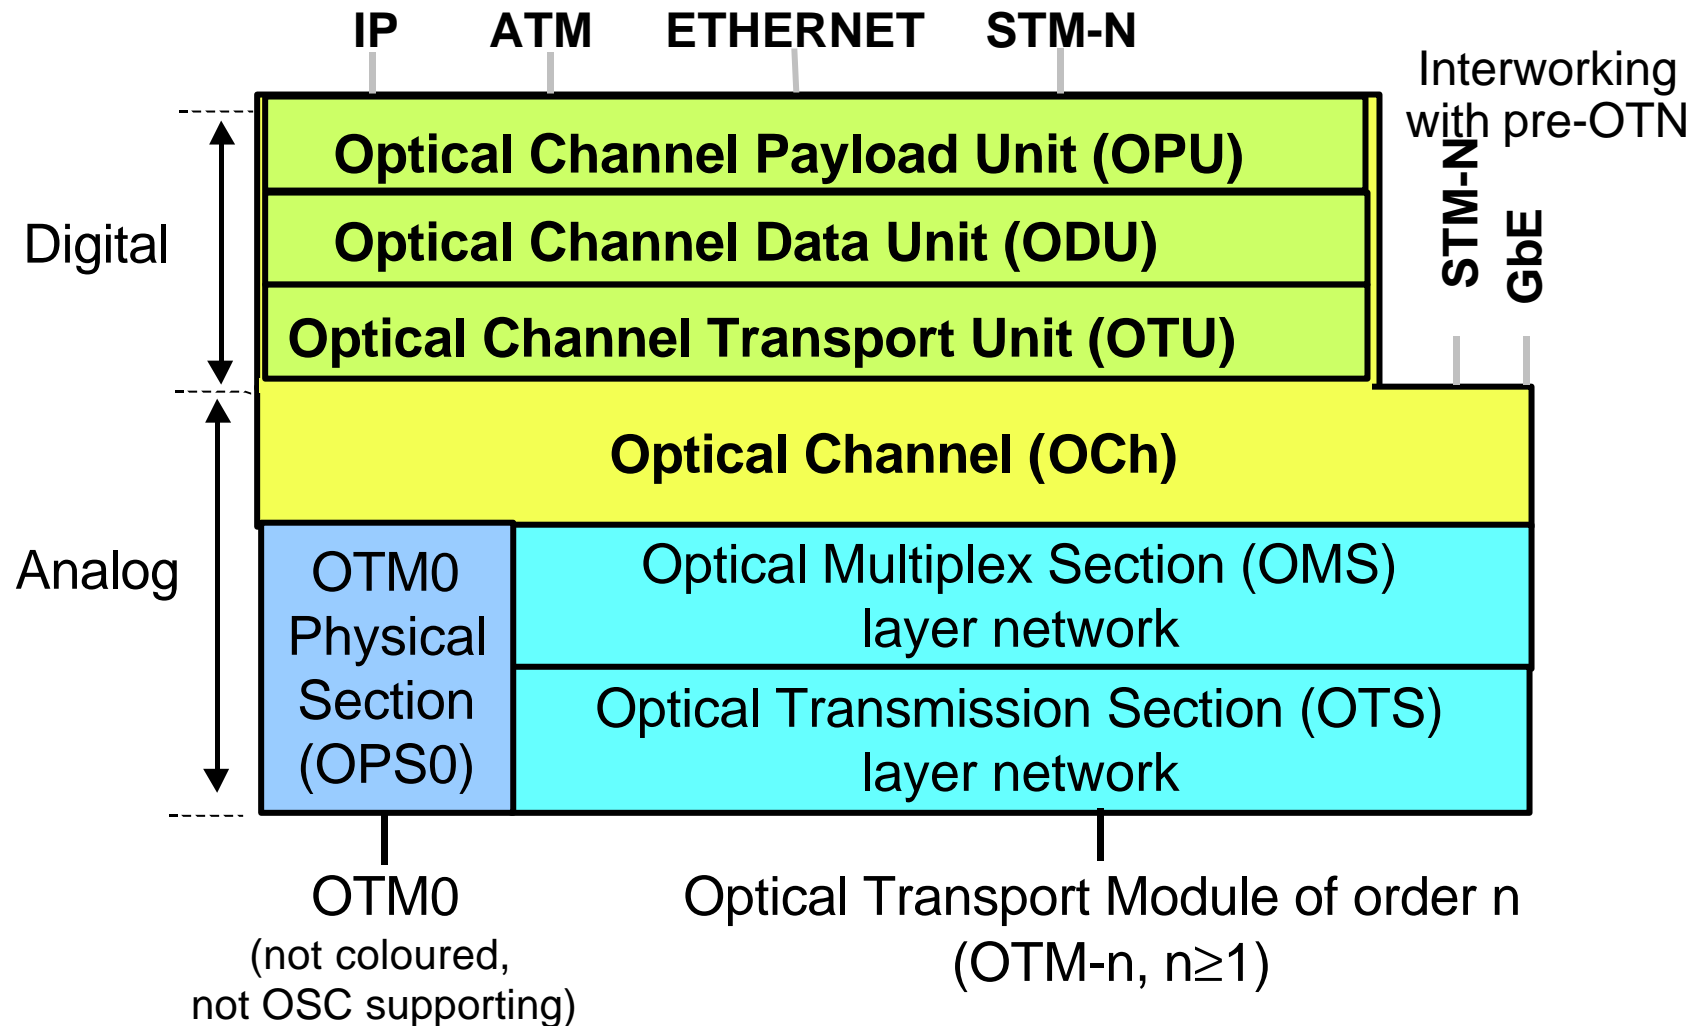 IP ATM ETHERNET STM-N
Interworking
with pre-OTN
STM-N
GbE
Digital
Optical Channel Payload Unit (OPU)
Optical Channel Data Unit (ODU)
Optical Channel Transport Unit (OTU)
Analog
Optical Channel (OCh)
OTM0
Physical
Section
(OPS0)
Optical Multiplex Section (OMS)
layer network
Optical Transmission Section (OTS)
layer network
OTM0
(not coloured,
not OSC supporting)
Optical Transport Module of order n
(OTM-n, n≥1)